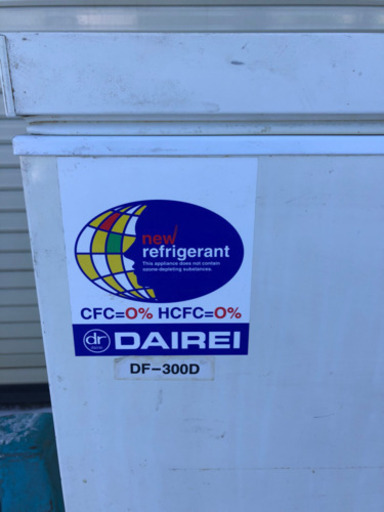 new
refrigerant
This appliance does not contain
ozone-depleting substances.
CFC=0% HCFC=0%
dr DAIREI
DF-300D